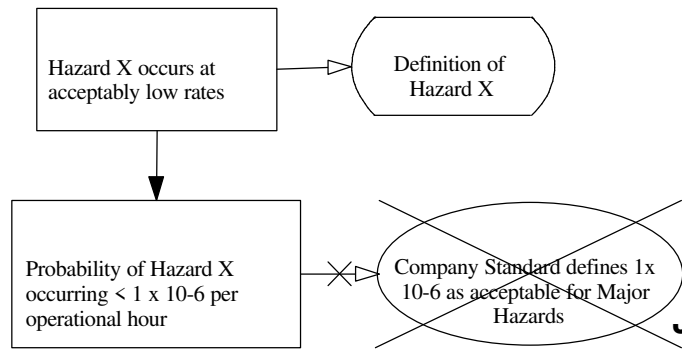 Hazard X occurs at
acceptably low rates
Definition of
Hazard X
Probability of Hazard X
occurring < 1 x 10-6 per
operational hour
Company Standard defines 1x
10-6 as acceptable for Major
Hazards